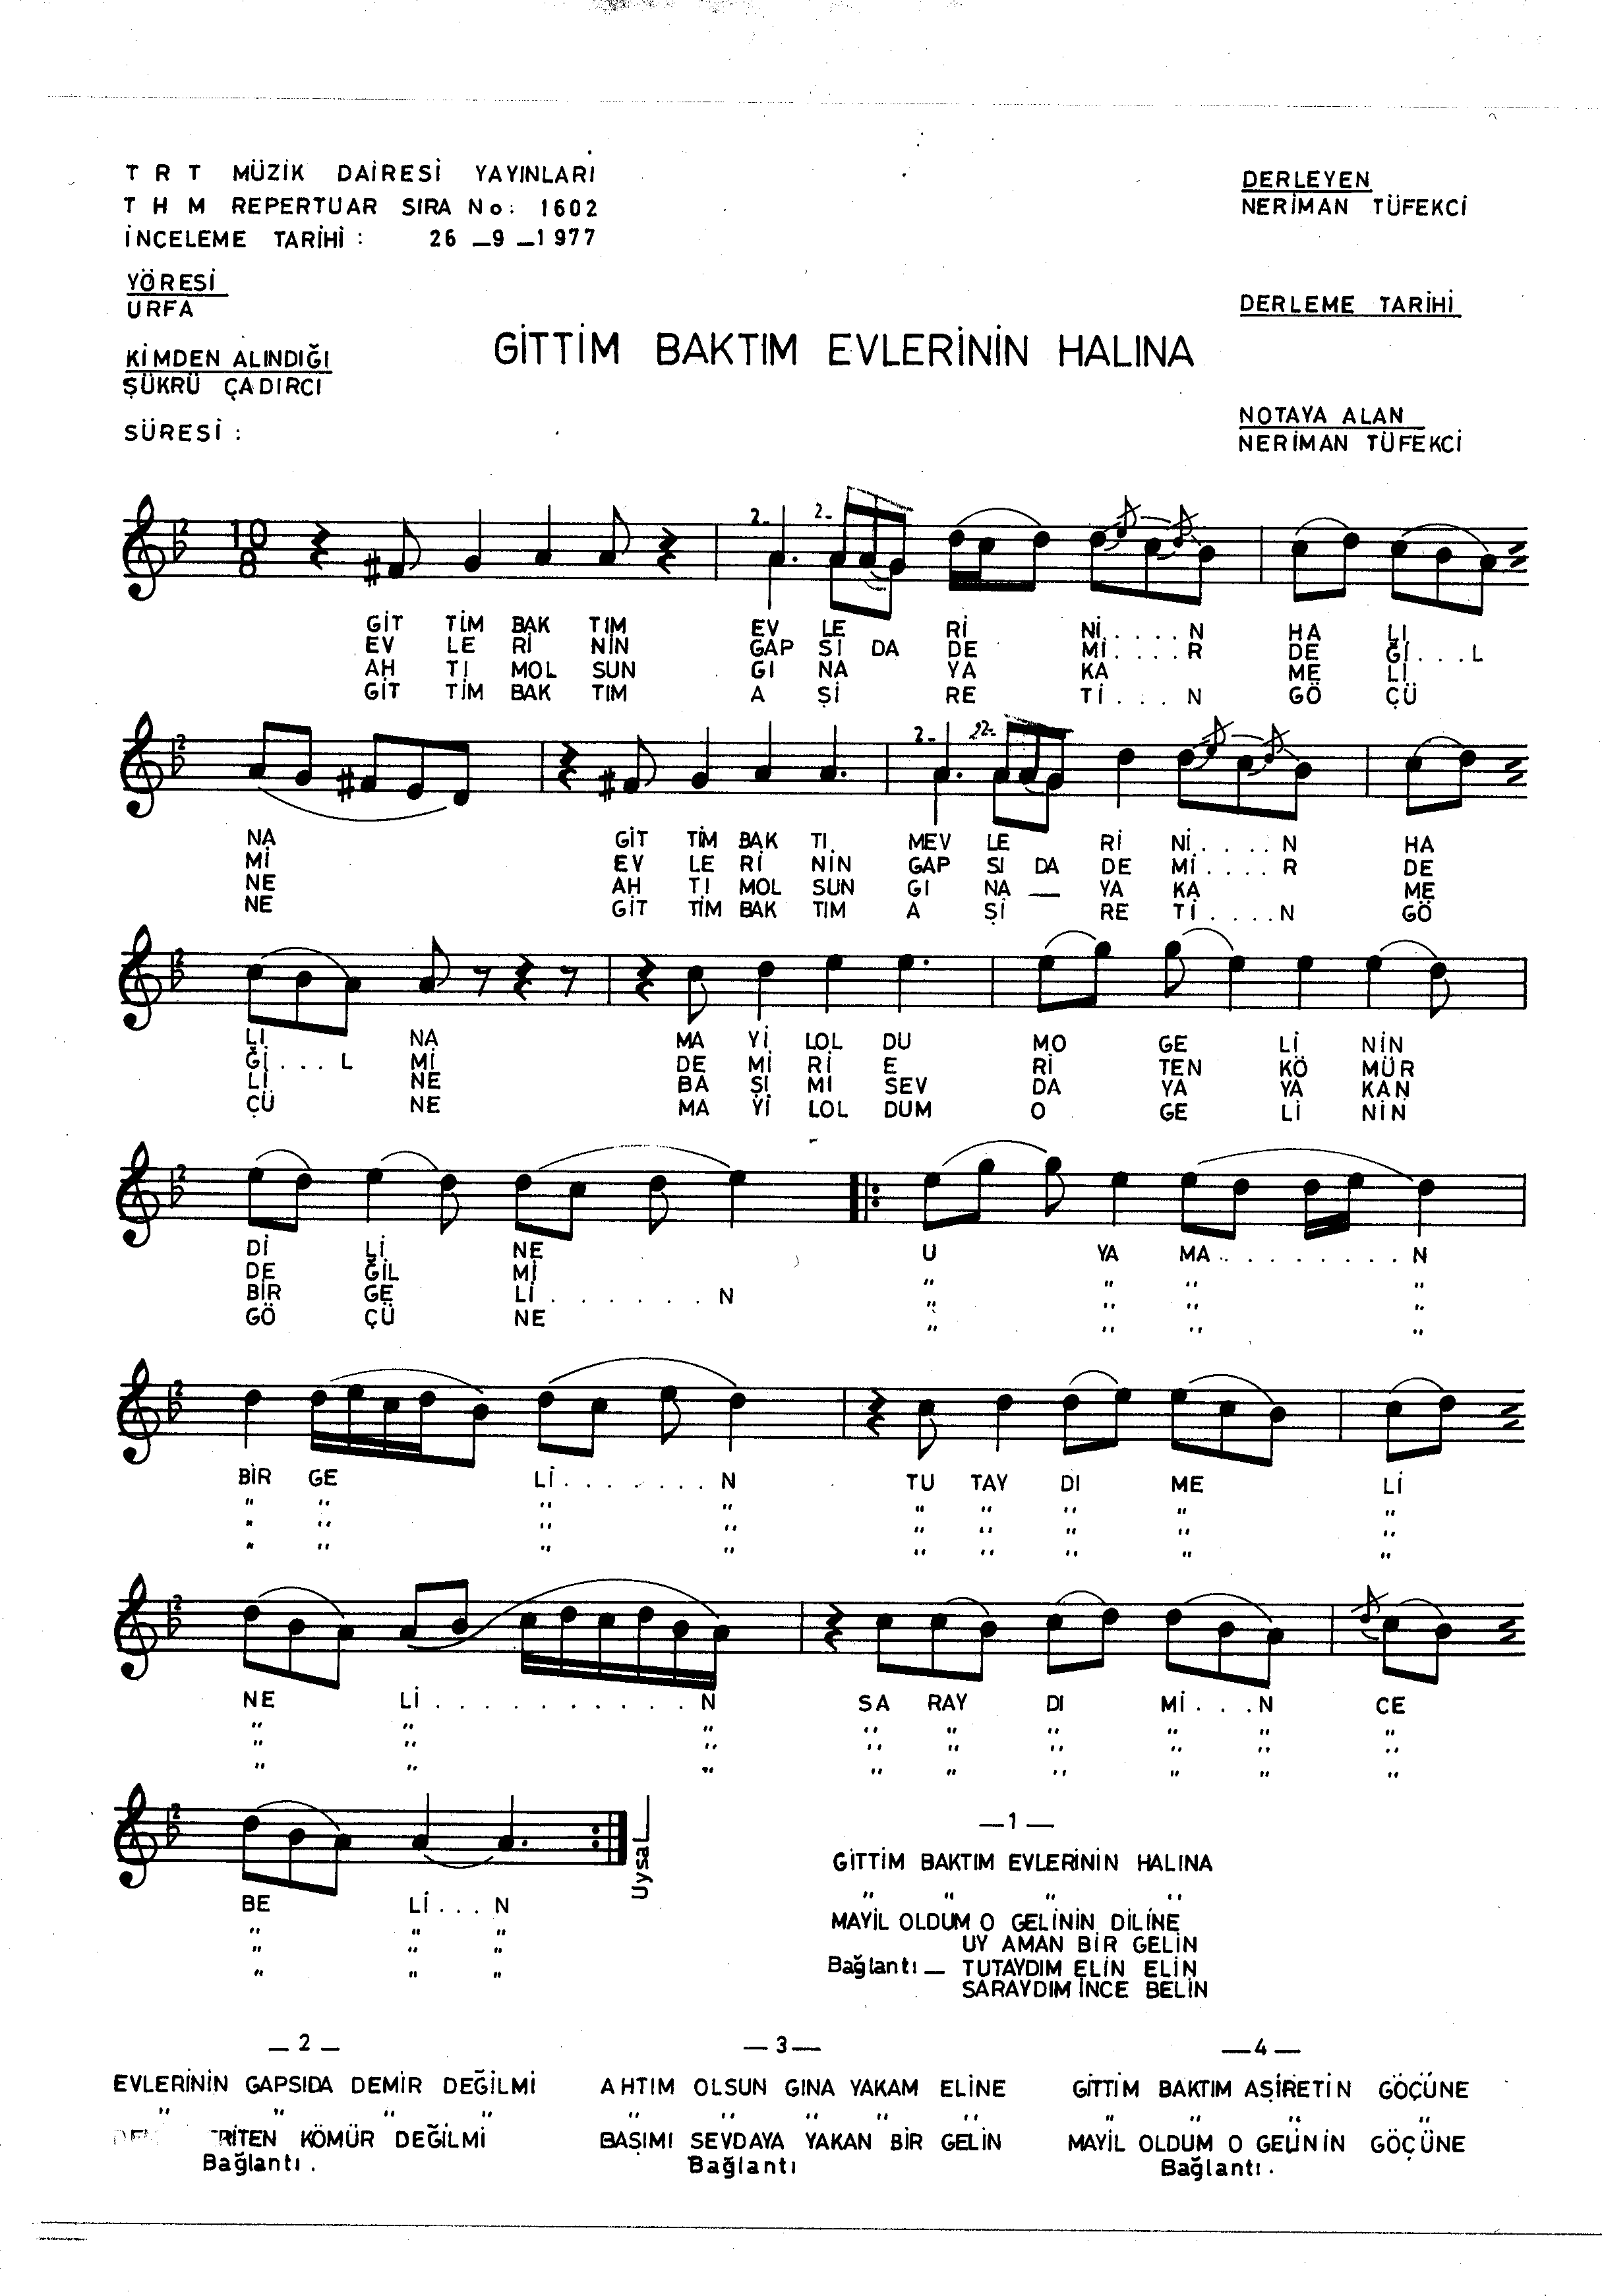 T R T MÜZİK DAİRESİ YAYINLARI
T H M REPERTUAR SIRA No: 1602
İNCELEME TARİHİ : 26 _9 _1977
DERLEYEN
NERİMAN TÜFEKCİ
YÖRESİ
URFA
DERLEME TARİHİ
GİTTİM BAKTIM EVLERİNİN HALINA
KİMDEN ALINDIĞI
ŞÜKRÜ ÇADIRCI
NOTAYA ALAN
NERİMAN TÜFEKCİ
SÜRESİ :
10
8
2_ 2_
GİT TİM BAK TIM EV LE Rİ Nİ.....N HA LI
EV LE Rİ NİN GAP SI DA DE Mİ....R DE Ğİ...L
AH TI MOL SUN GI NA YA KA ME Lİ
GİT TİM BAK TIM A Şİ RE Tİ...N GÖ ÇÜ
2_ 22_
NA GİT TİM BAK TI MEV LE Rİ Nİ....N HA
Mİ EV LE Rİ NİN GAP SI DA DE Mİ....R DE
NE AH TI MOL SUN GI NA __ YA KA ME
NE GİT TİM BAK TIM A Şİ RE Tİ....N GÖ
LI NA MA Yİ LOL DU MO GE Lİ NİN
Ğİ...L Mİ DE Mİ Rİ E Rİ TEN KÖ MÜR
Lİ NE BA ŞI MI SEV DA YA YA KAN
ÇÜ NE MA Yİ LOL DUM O GE Lİ NİN
Dİ Lİ NE U YA MA.........N
DE ĞİL Mİ " " " "
BİR GE Lİ.......N " " " "
GÖ ÇÜ NE " " " "
BİR GE Lİ.......N TU TAY DI ME Lİ
" " " " " " " " "
" " " " " " " " "
" " " " " " " " "
NE Lİ..........N SA RAY DI Mİ...N CE
" " " " " " " " "
" " " " " " " " "
" " " " " " " " "
BE Lİ...N
" " "
" " "
" " "
Uysal
_1_
GİTTİM BAKTIM EVLERİNİN HALINA
" " " "
MAYİL OLDUM O GELİNİN DİLİNE
UY AMAN BİR GELİN
Bağlantı _ TUTAYDIM ELİN ELİN
SARAYDIM İNCE BELİN
_ 2 _
EVLERİNİN GAPSIDA DEMİR DEĞİLMİ
" " " "
RİTEN KÖMÜR DEĞİLMİ
Bağlantı .
_3_
AHTIM OLSUN GINA YAKAM ELİNE
" " " " "
BAŞIMI SEVDAYA YAKAN BİR GELİN
Bağlantı
_4_
GİTTİM BAKTIM AŞİRETİN GÖÇÜNE
" " " "
MAYİL OLDUM O GELİNİN GÖÇÜNE
Bağlantı .